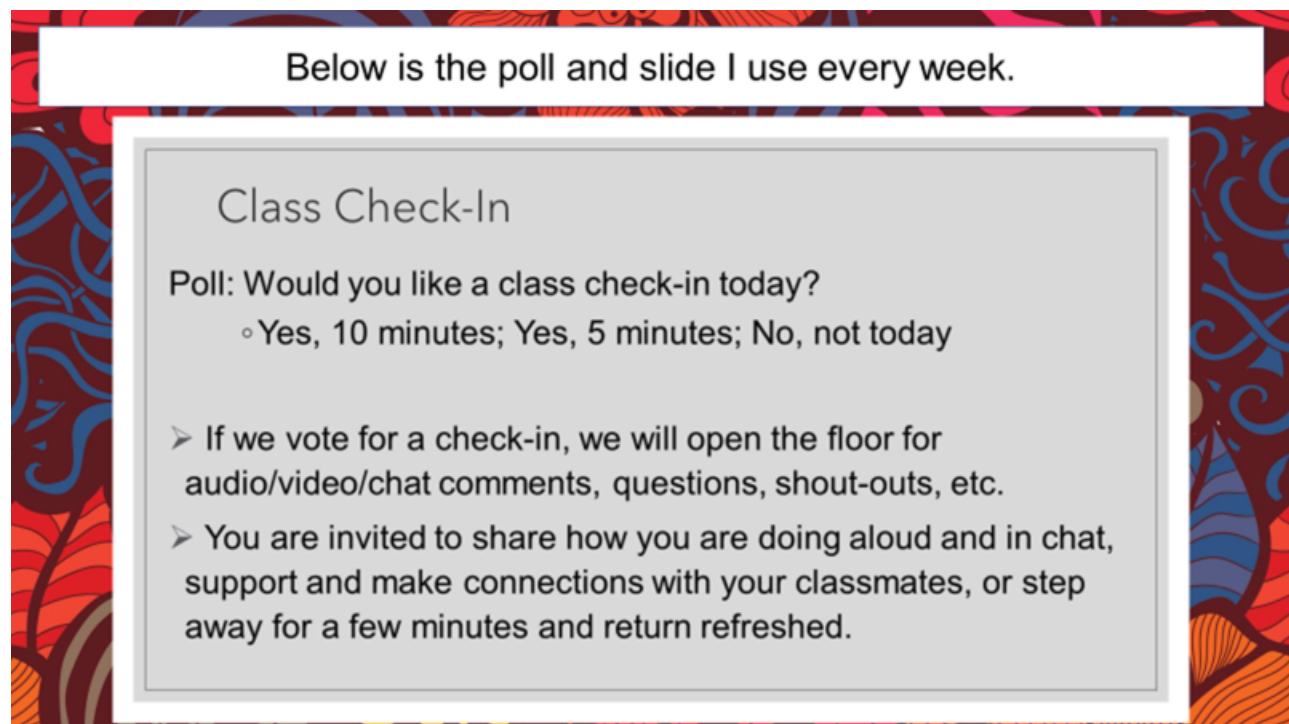 Below is the poll and slide I use every week.
Class Check-In
Poll: Would you like a class check-in today?
◦Yes, 10 minutes; Yes, 5 minutes; No, not today
➢ If we vote for a check-in, we will open the floor for
audio/video/chat comments, questions, shout-outs, etc.
➢ You are invited to share how you are doing aloud and in chat,
support and make connections with your classmates, or step
away for a few minutes and return refreshed.